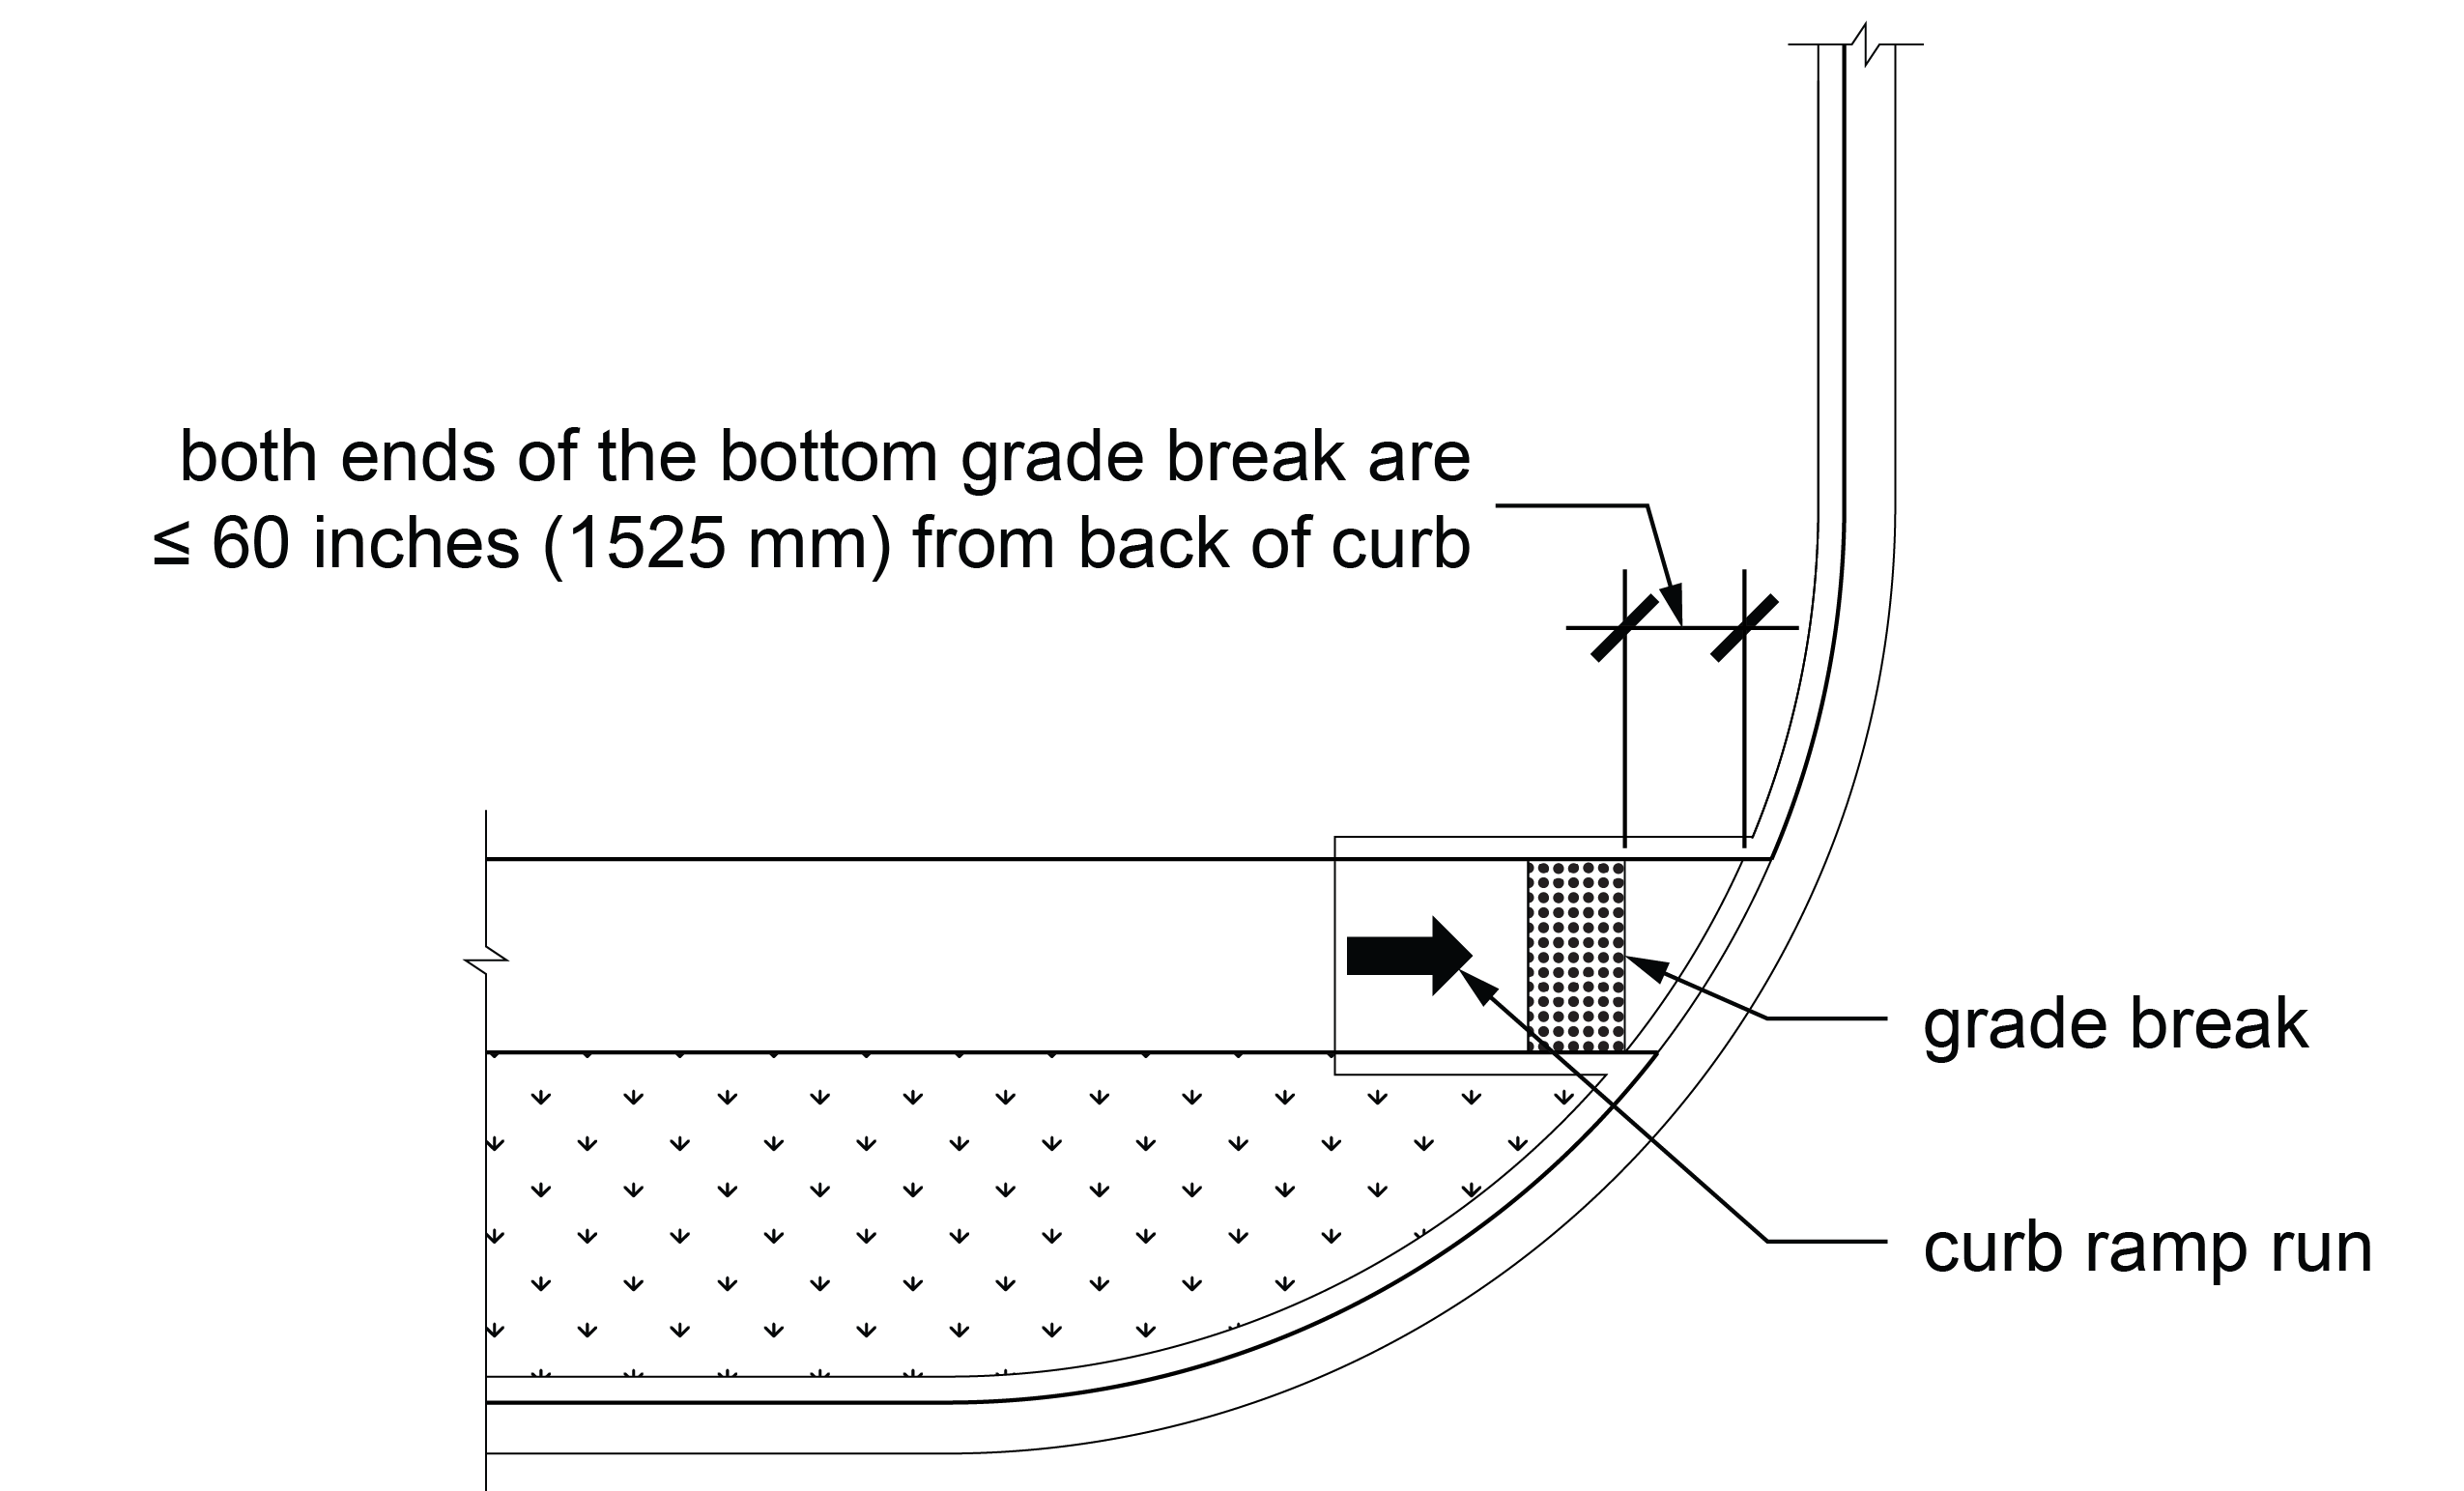 both ends of the bottom grade break are
≤ 60 inches (1525 mm) from back of curb
grade break
curb ramp run